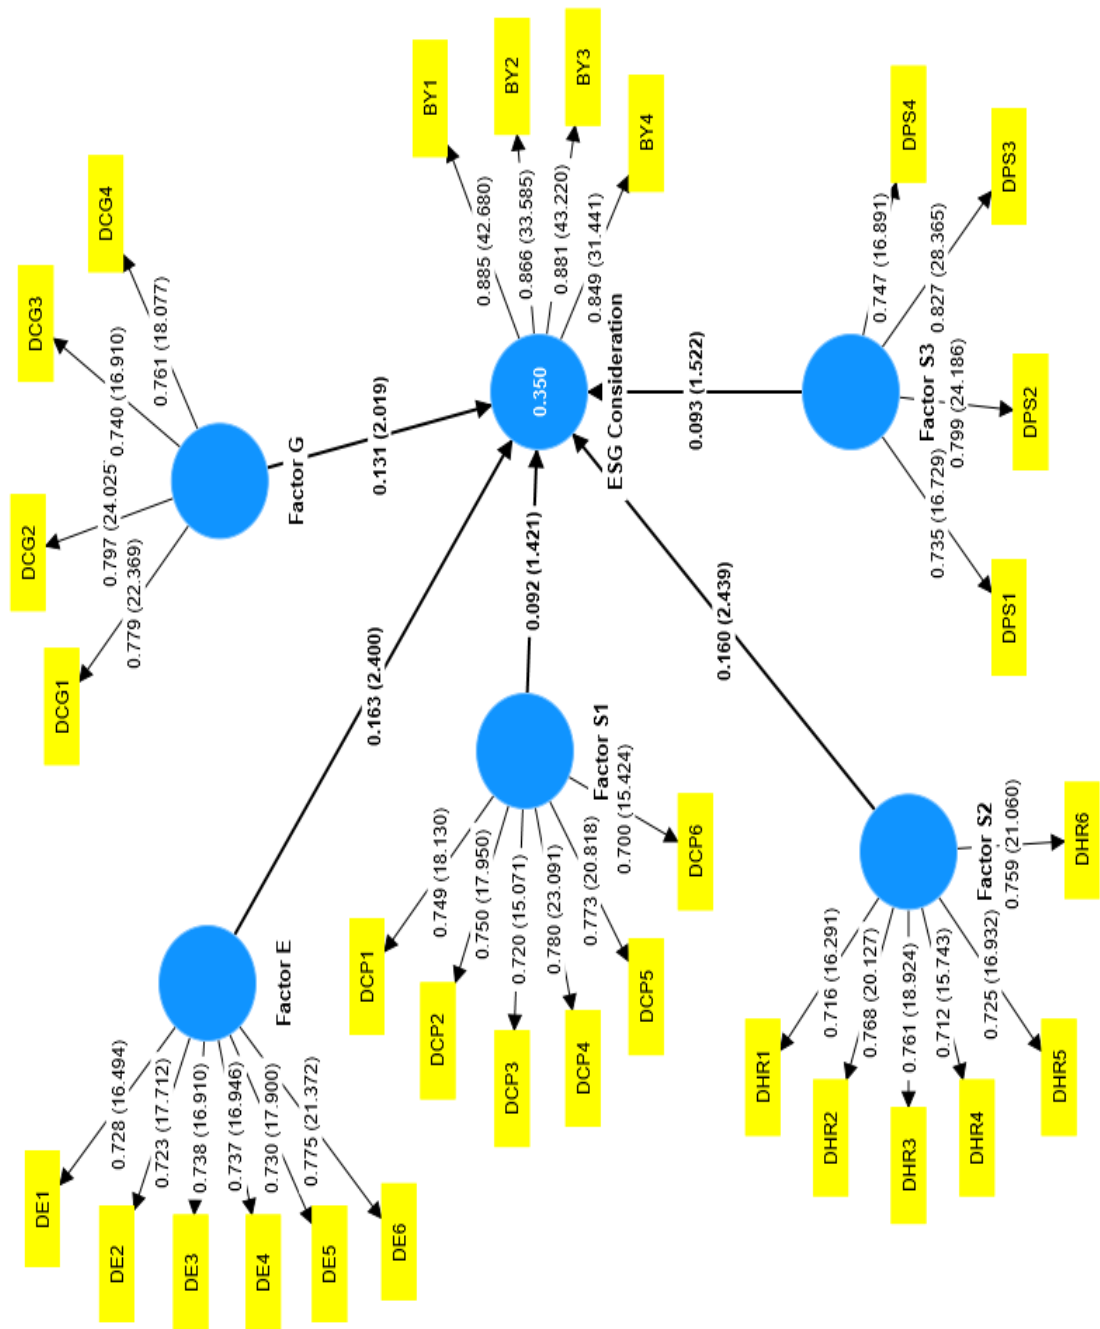 DE1
DE2
DE3
DE4
DE5
DE6
0.728 (16.494)
0.723 (17.712)
0.738 (16.910)
0.737 (16.946)
0.730 (17.900)
0.775 (21.372)
Factor E
0.163 (2.400)
DCG1
DCG2
DCG3
DCG4
0.779 (22.369)
0.797 (24.025)
0.740 (16.910)
0.761 (18.077)
Factor G
0.131 (2.019)
DCP1
DCP2
DCP3
DCP4
DCP5
DCP6
0.749 (18.130)
0.750 (17.950)
0.720 (15.071)
0.780 (23.091)
0.773 (20.818)
0.700 (15.424)
Factor S1
0.092 (1.421)
DHR1
DHR2
DHR3
DHR4
DHR5
DHR6
0.716 (16.291)
0.768 (20.127)
0.761 (18.924)
0.712 (15.743)
0.725 (16.932)
0.759 (21.060)
Factor S2
0.160 (2.439)
DPS1
DPS2
DPS3
DPS4
0.735 (16.729)
0.799 (24.186)
0.827 (28.365)
0.747 (16.891)
Factor S3
0.093 (1.522)
0.350
ESG Consideration
0.885 (42.680)
0.866 (33.585)
0.881 (43.220)
0.849 (31.441)
BY1
BY2
BY3
BY4